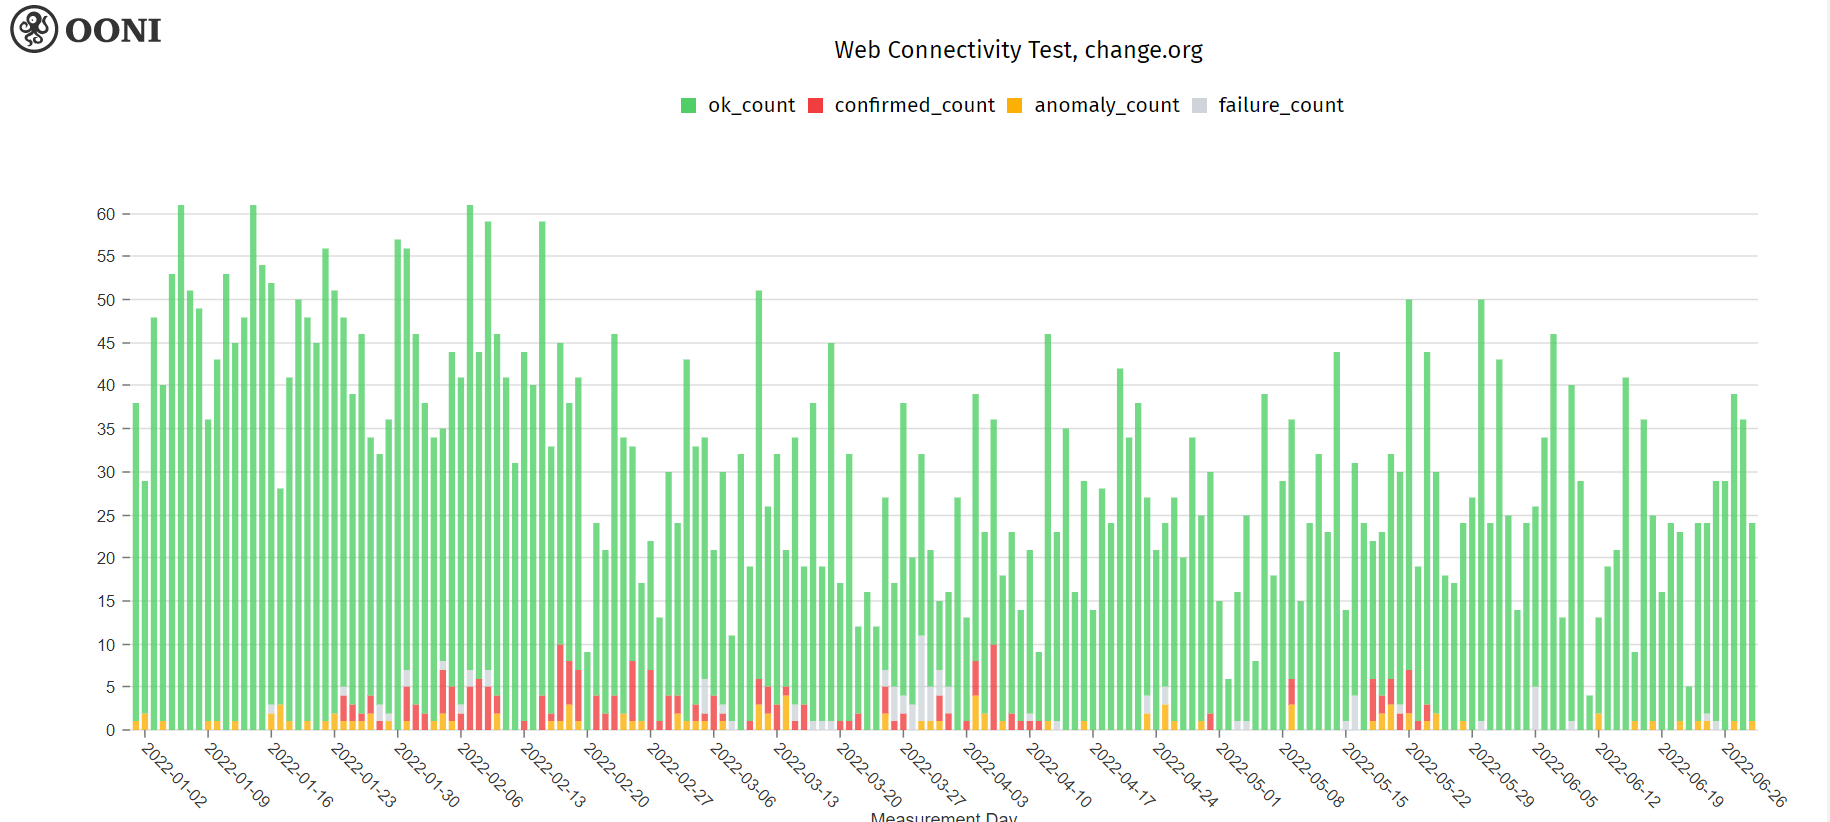 OONI
Web Connectivity Test, change.org
ok_count confirmed_count anomaly_count failure_count
60
55
50
45
40
35
30
25
20
15
10
5
0
2022-01-02 2022-01-09 2022-01-16 2022-01-23 2022-01-30 2022-02-06 2022-02-13 2022-02-20 2022-02-27 2022-03-06 2022-03-13 2022-03-20 2022-03-27 2022-04-03 2022-04-10 2022-04-17 2022-04-24 2022-05-01 2022-05-08 2022-05-15 2022-05-22 2022-05-29 2022-06-05 2022-06-12 2022-06-19 2022-06-26
Measurement Day